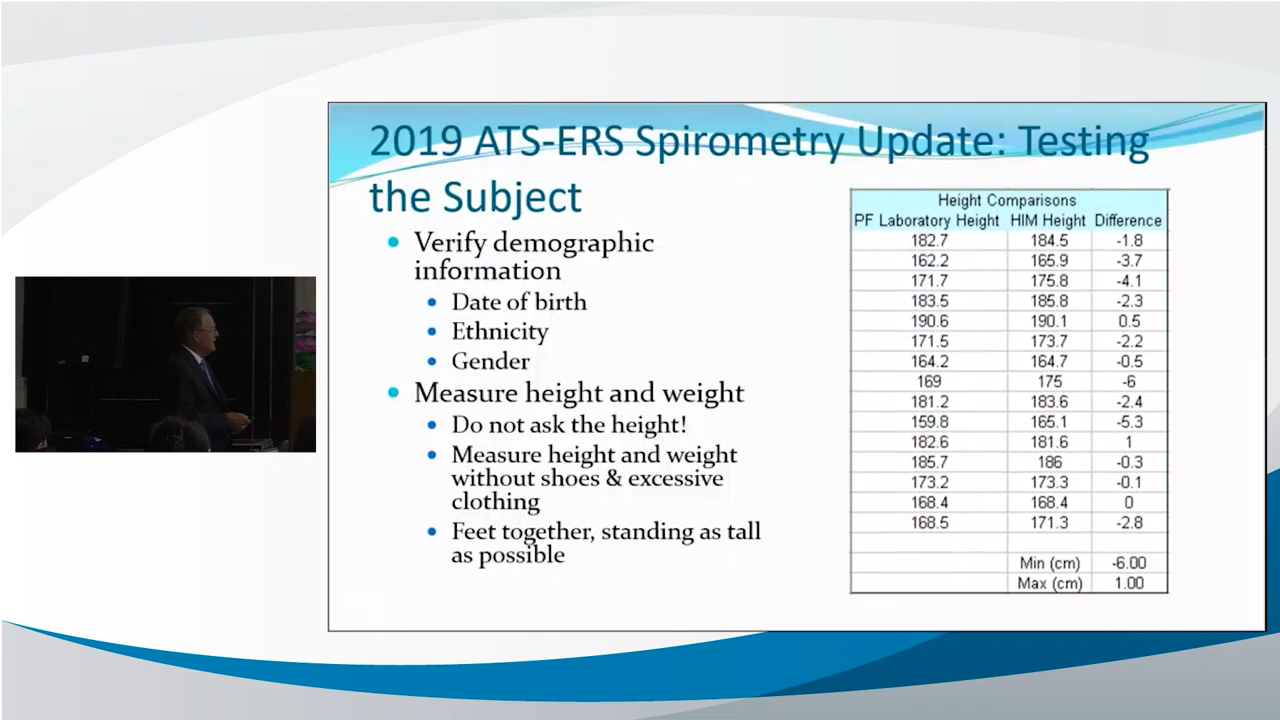 2019 ATS-ERS Spirometry Update: Testing
the Subject
• Verify demographic
information
• Date of birth
• Ethnicity
• Gender
• Measure height and weight
• Do not ask the height!
• Measure height and weight
without shoes & excessive
clothing
• Feet together, standing as tall
as possible
Height Comparisons
PF Laboratory Height HIM Height Difference
182.7 184.5 -1.8
162.2 165.9 -3.7
171.7 175.8 -4.1
183.5 185.8 -2.3
190.6 190.1 0.5
171.5 173.7 -2.2
164.2 164.7 -0.5
169 175 -6
181.2 183.6 -2.4
159.8 165.1 -5.3
182.6 181.6 1
185.7 186 -0.3
173.2 173.3 -0.1
168.4 168.4 0
168.5 171.3 -2.8
Min (cm) -6.00
Max (cm) 1.00